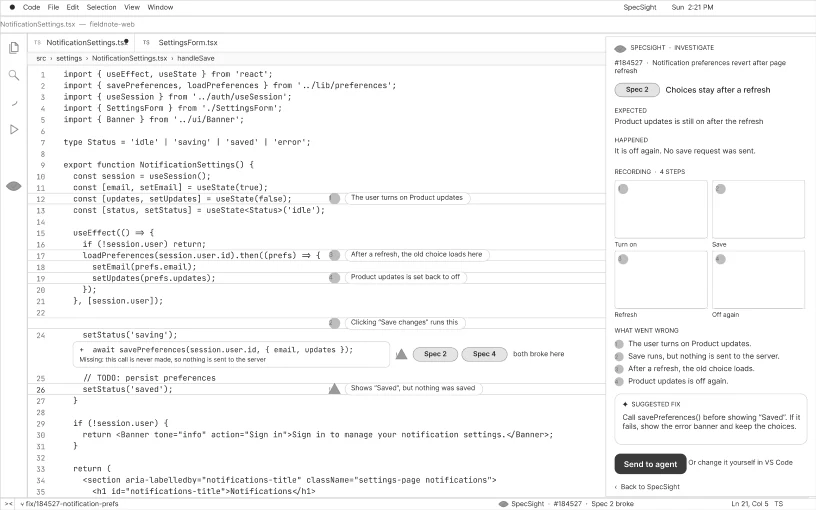 Code File Edit Selection View Window SpecSight Sun 2:21 PM
NotificationSettings.tsx — fieldnote-web
TS NotificationSettings.tsx TS SettingsForm.tsx
src › settings › NotificationSettings.tsx › handleSave
1 import { useEffect, useState } from 'react';
2 import { savePreferences, loadPreferences } from '../lib/preferences';
3 import { useSession } from '../auth/useSession';
4 import { SettingsForm } from './SettingsForm';
5 import { Banner } from '../ui/Banner';
6
7 type Status = 'idle' | 'saving' | 'saved' | 'error';
8
9 export function NotificationSettings() {
10 const session = useSession();
11 const [email, setEmail] = useState(true);
12 const [updates, setUpdates] = useState(false); The user turns on Product updates
13 const [status, setStatus] = useState<Status>('idle');
14
15 useEffect(() => {
16 if (!session.user) return;
17 loadPreferences(session.user.id).then((prefs) => { After a refresh, the old choice loads here
18 setEmail(prefs.email);
19 setUpdates(prefs.updates); Product updates is set back to off
20 });
21 }, [session.user]);
22
Clicking "Save changes" runs this
24 setStatus('saving');
+ await savePreferences(session.user.id, { email, updates });
Missing: this call is never made, so nothing is sent to the server
Spec 2 Spec 4 both broke here
25 // TODO: persist preferences
26 setStatus('saved'); Shows "Saved", but nothing was saved
27 }
28
29 if (!session.user) {
30 return <Banner tone="info" action="Sign in">Sign in to manage your notification settings.</Banner>;
31 }
32
33 return (
34 <section aria-labelledby="notifications-title" className="settings-page notifications">
35 <h1 id="notifications-title">Notifications</h1>
SPECSIGHT · INVESTIGATE
#184527 · Notification preferences revert after page
refresh
Spec 2 Choices stay after a refresh
EXPECTED
Product updates is still on after the refresh
HAPPENED
It is off again. No save request was sent.
RECORDING · 4 STEPS
Turn on Save
Refresh Off again
WHAT WENT WRONG
The user turns on Product updates.
Save runs, but nothing is sent to the server.
After a refresh, the old choice loads.
Product updates is off again.
SUGGESTED FIX
Call savePreferences() before showing "Saved". If it
fails, show the error banner and keep the choices.
Send to agent Or change it yourself in VS Code
‹ Back to SpecSight
>< fix/184527-notification-prefs SpecSight · #184527 · Spec 2 broke Ln 21, Col 5 TS